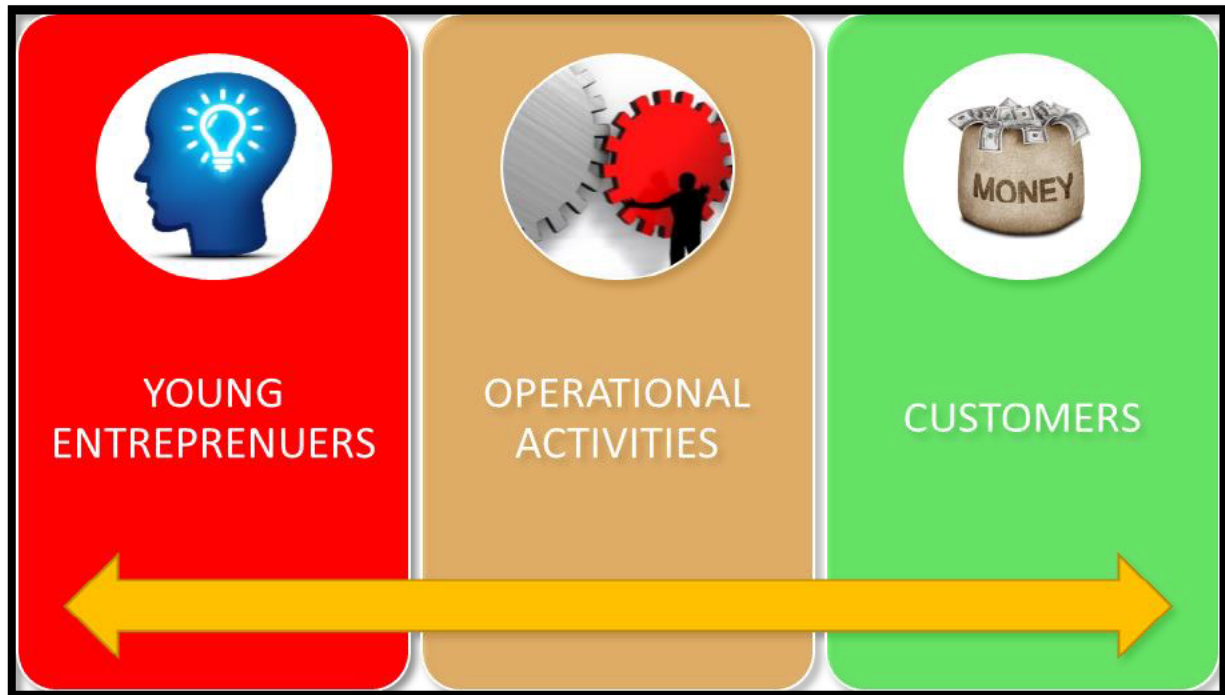 MONEY
YOUNG
ENTREPRENUERS
OPERATIONAL
ACTIVITIES
CUSTOMERS